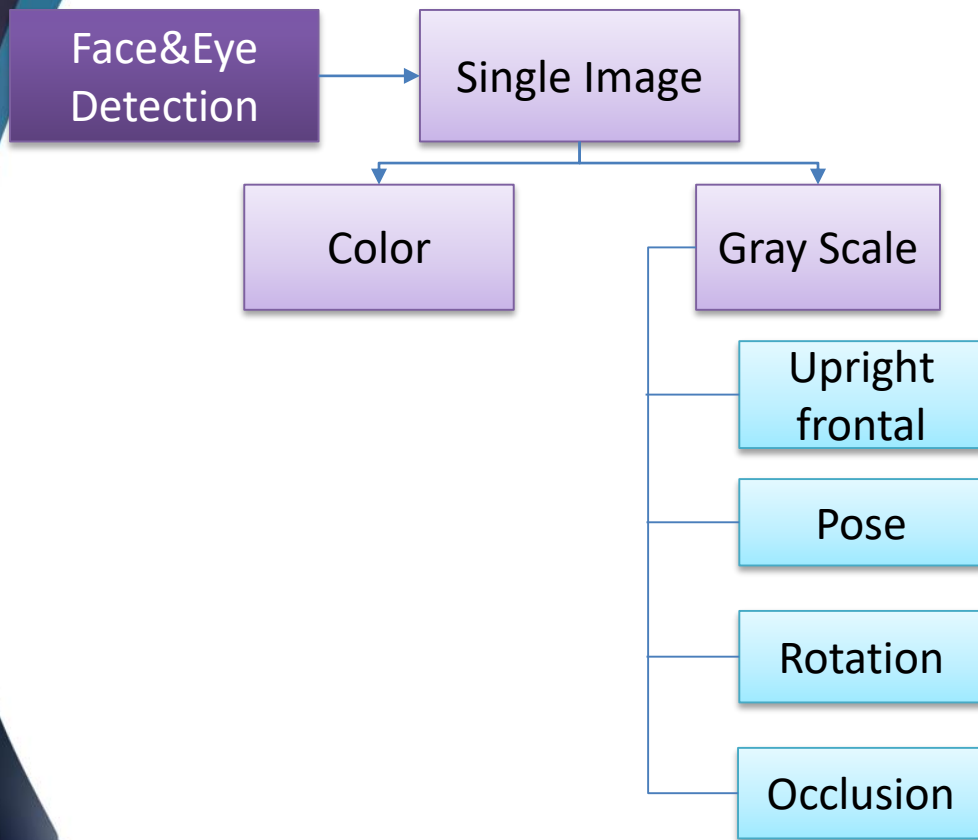 Face&Eye
Detection
Single Image
Color
Gray Scale
Upright
frontal
Pose
Rotation
Occlusion